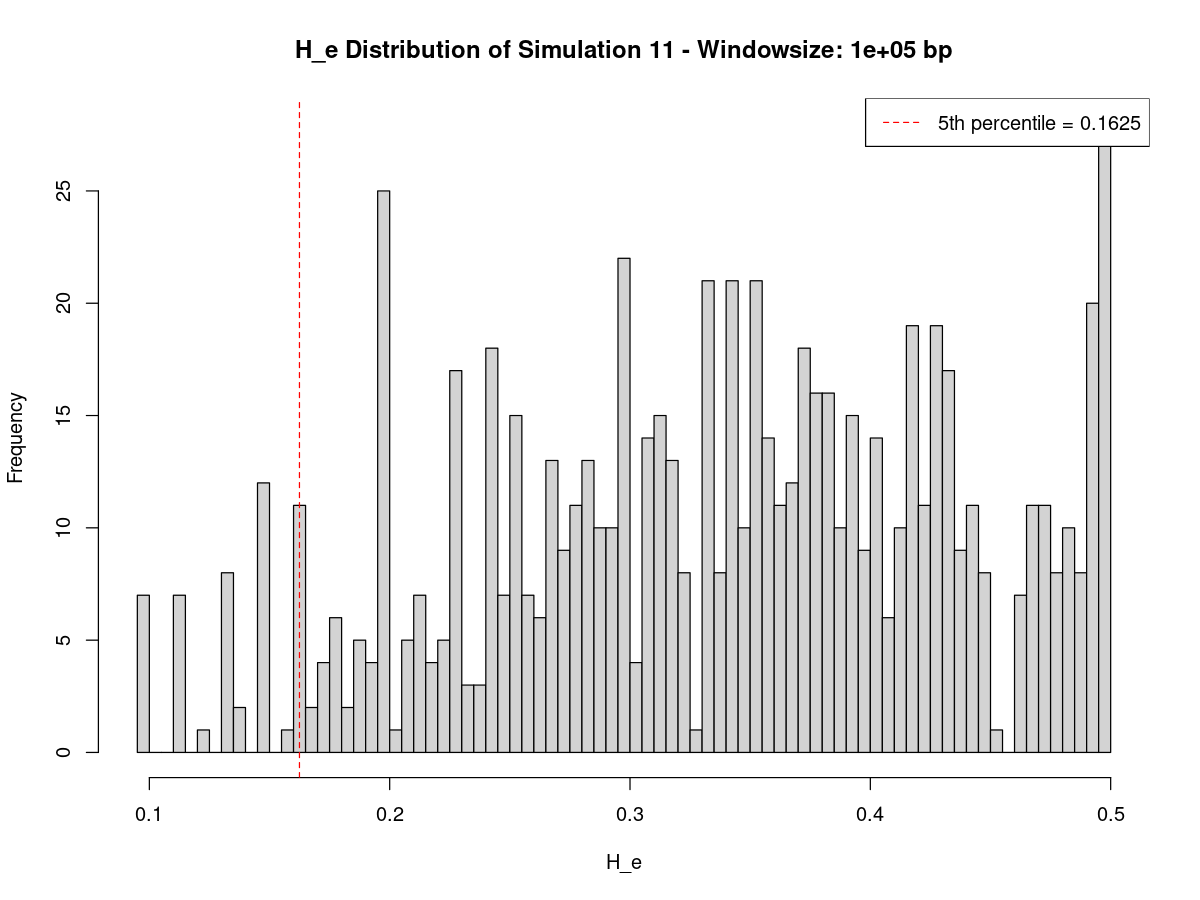 H_e Distribution of Simulation 11 - Windowsize: 1e+05 bp
5th percentile = 0.1625
Frequency
25
20
15
10
5
0
0.1 0.2 0.3 0.4 0.5
H_e